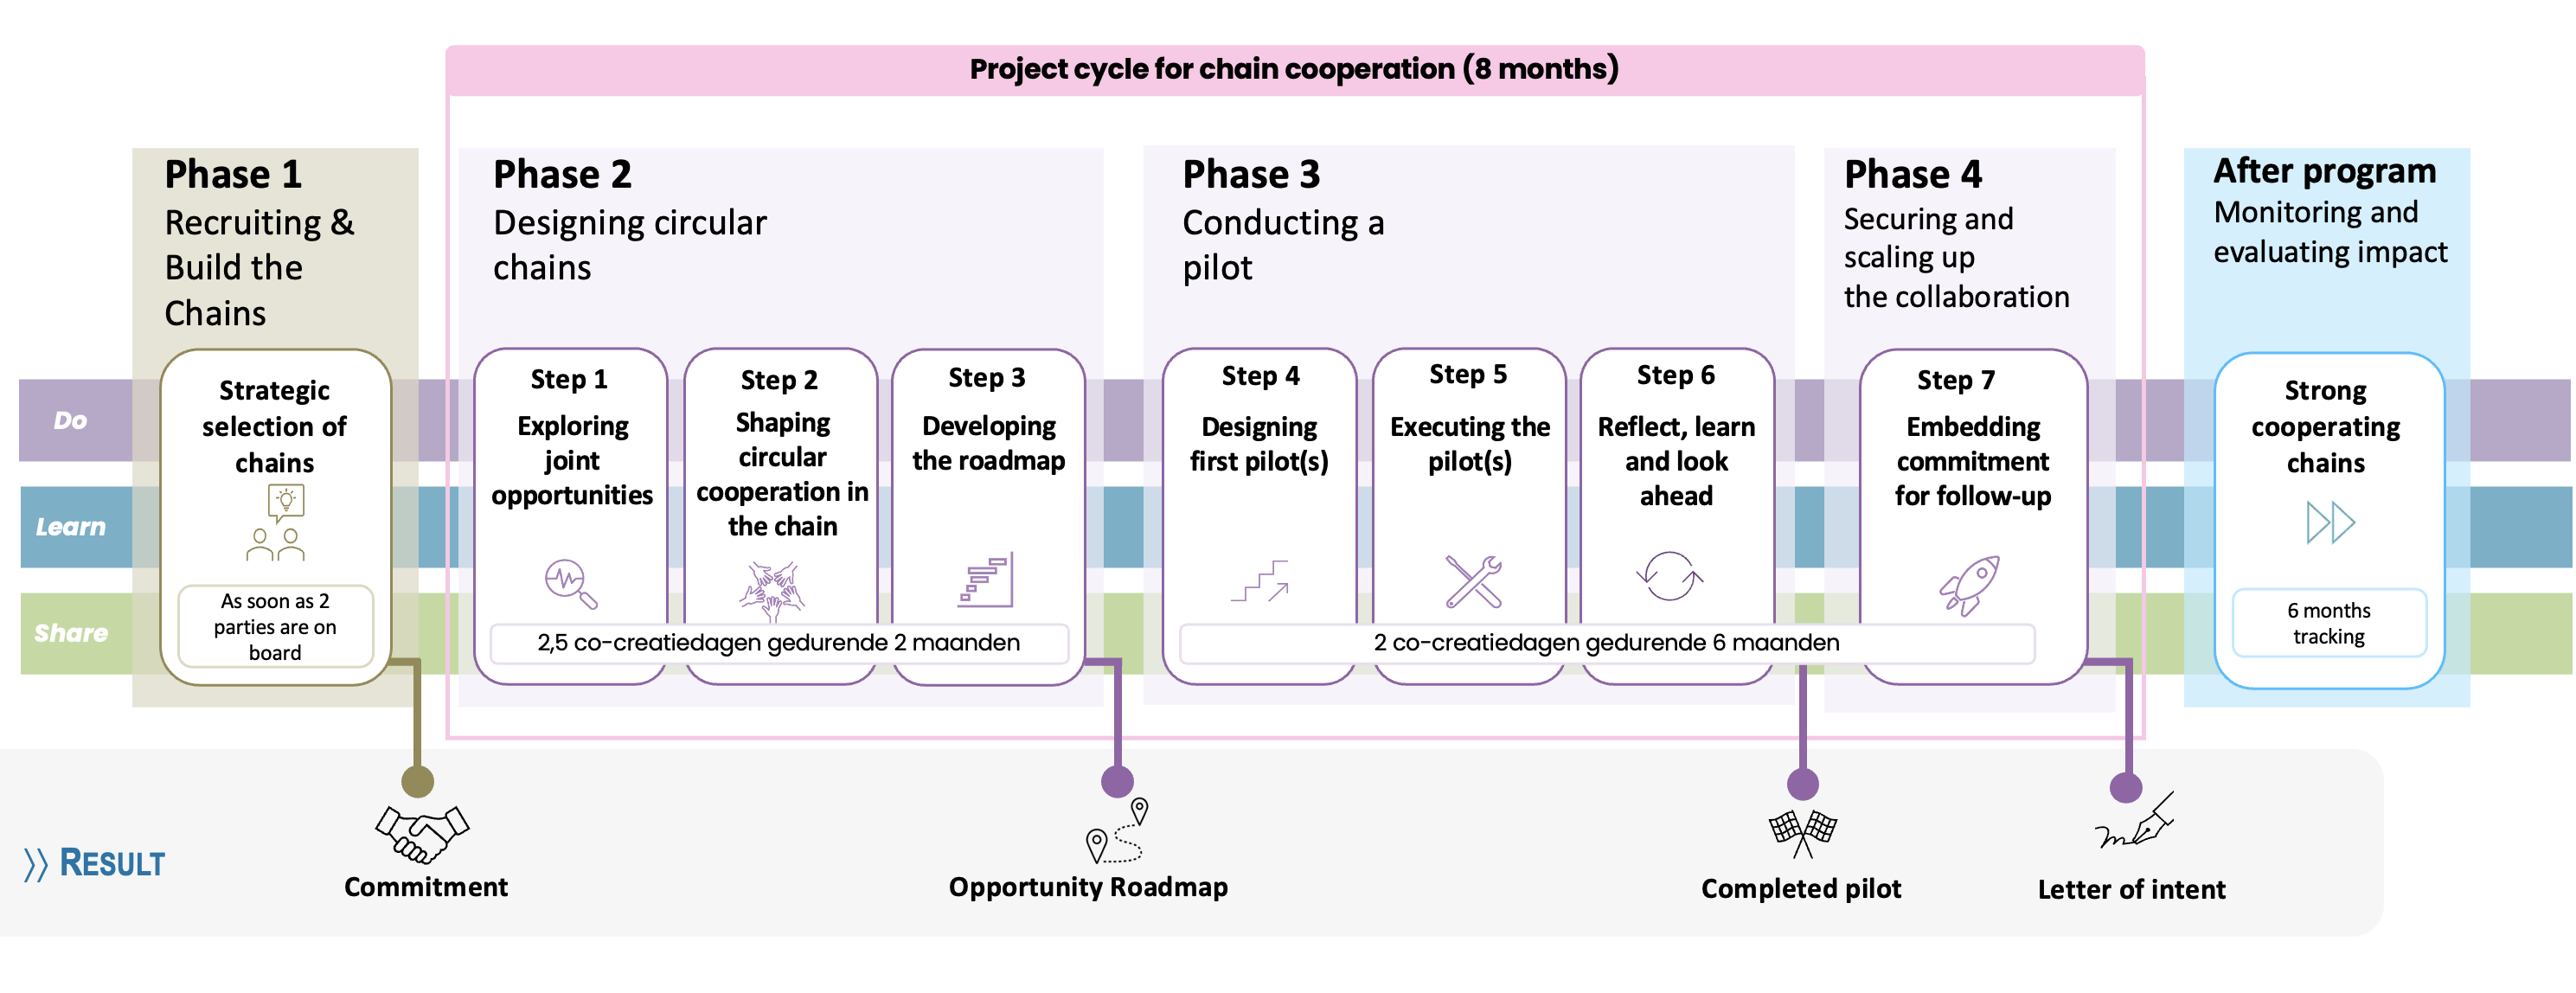 Project cycle for chain cooperation (8 months)
Phase 1
Recruiting &
Build the
Chains
Phase 2
Designing circular
chains
Phase 3
Conducting a
pilot
Phase 4
Securing and
scaling up
the collaboration
After program
Monitoring and
evaluating impact
Do
Learn
Share
Strategic
selection of
chains
As soon as 2
parties are on
board
Step 1
Exploring
joint
opportunities
Step 2
Shaping
circular
cooperation in
the chain
Step 3
Developing
the roadmap
2,5 co-creatiedagen gedurende 2 maanden
Step 4
Designing
first pilot(s)
Step 5
Executing the
pilot(s)
Step 6
Reflect, learn
and look
ahead
Step 7
Embedding
commitment
for follow-up
2 co-creatiedagen gedurende 6 maanden
Strong
cooperating
chains
6 months
tracking
RESULT
Commitment
Opportunity Roadmap
Completed pilot
Letter of intent